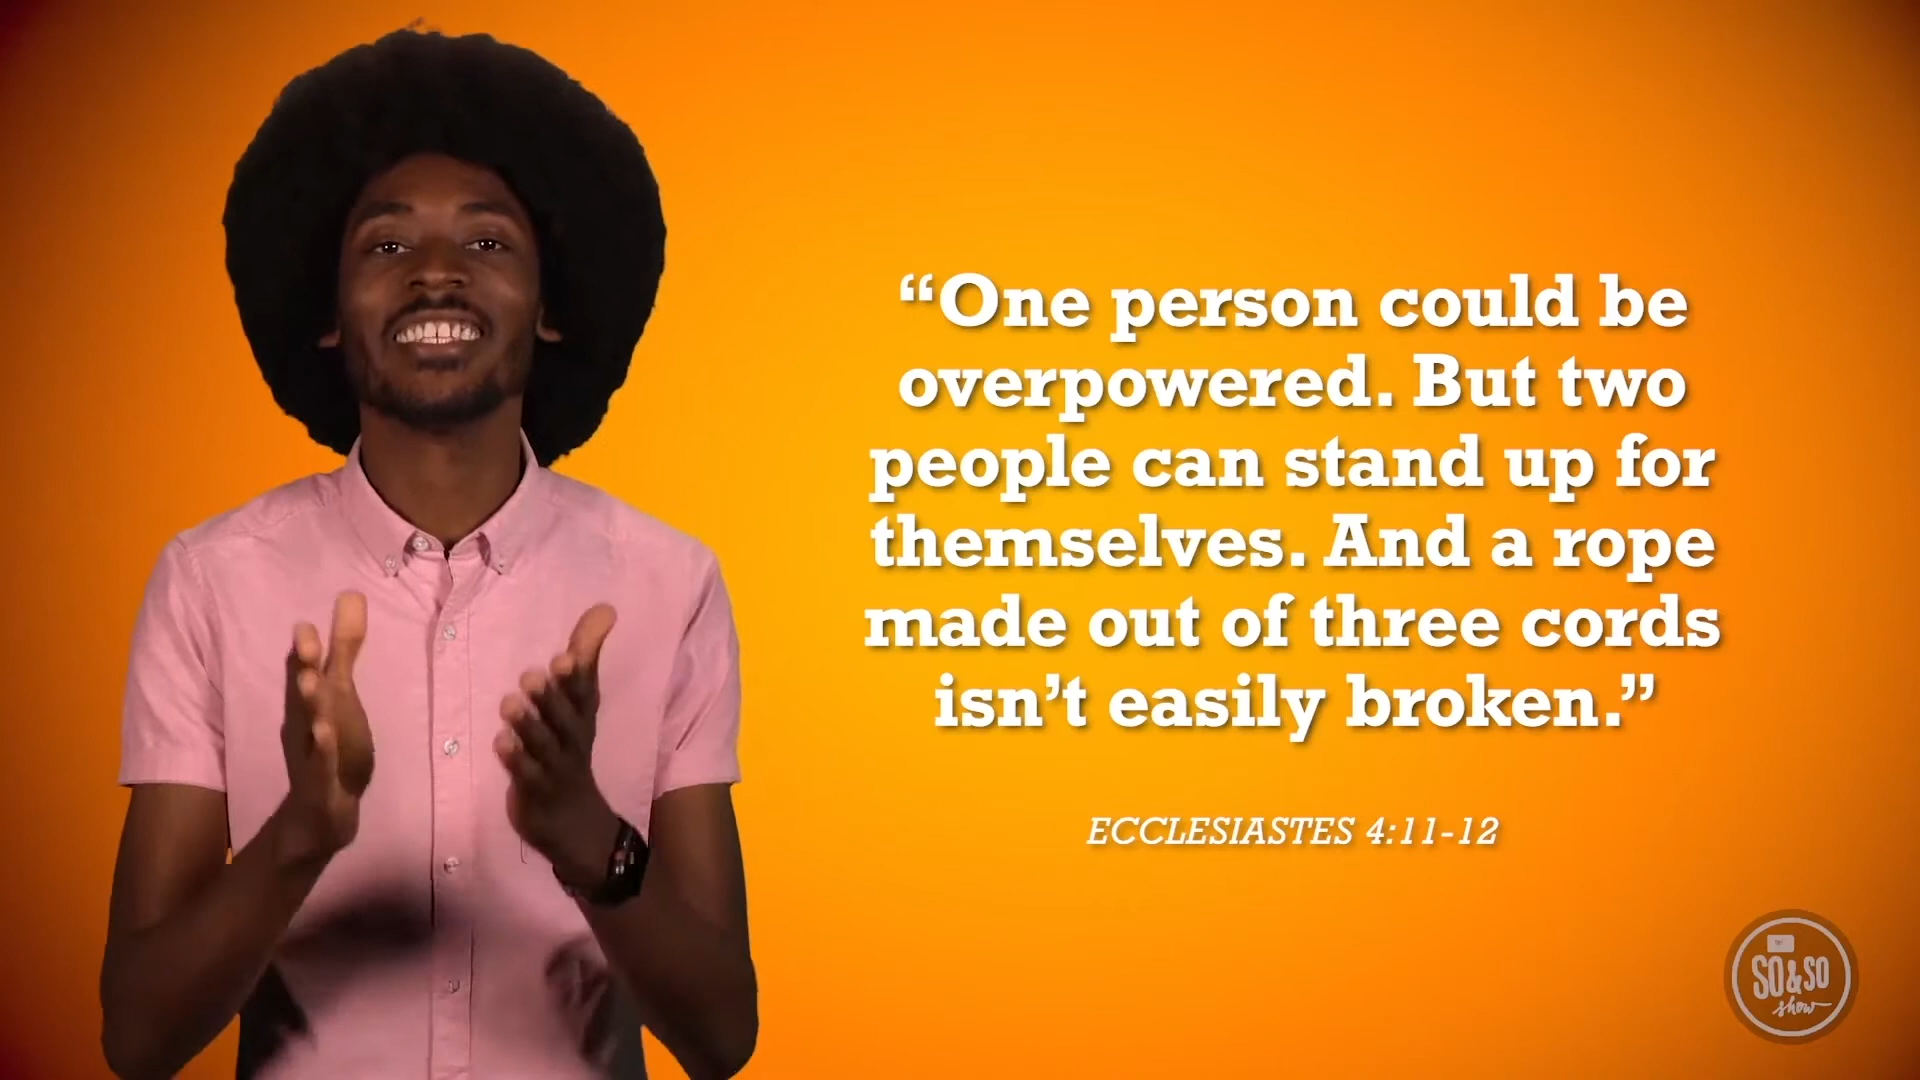 “One person could be
overpowered. But two
people can stand up for
themselves. And a rope
made out of three cords
isn’t easily broken.”
ECCLESIASTES 4:11-12
SO & SO
show